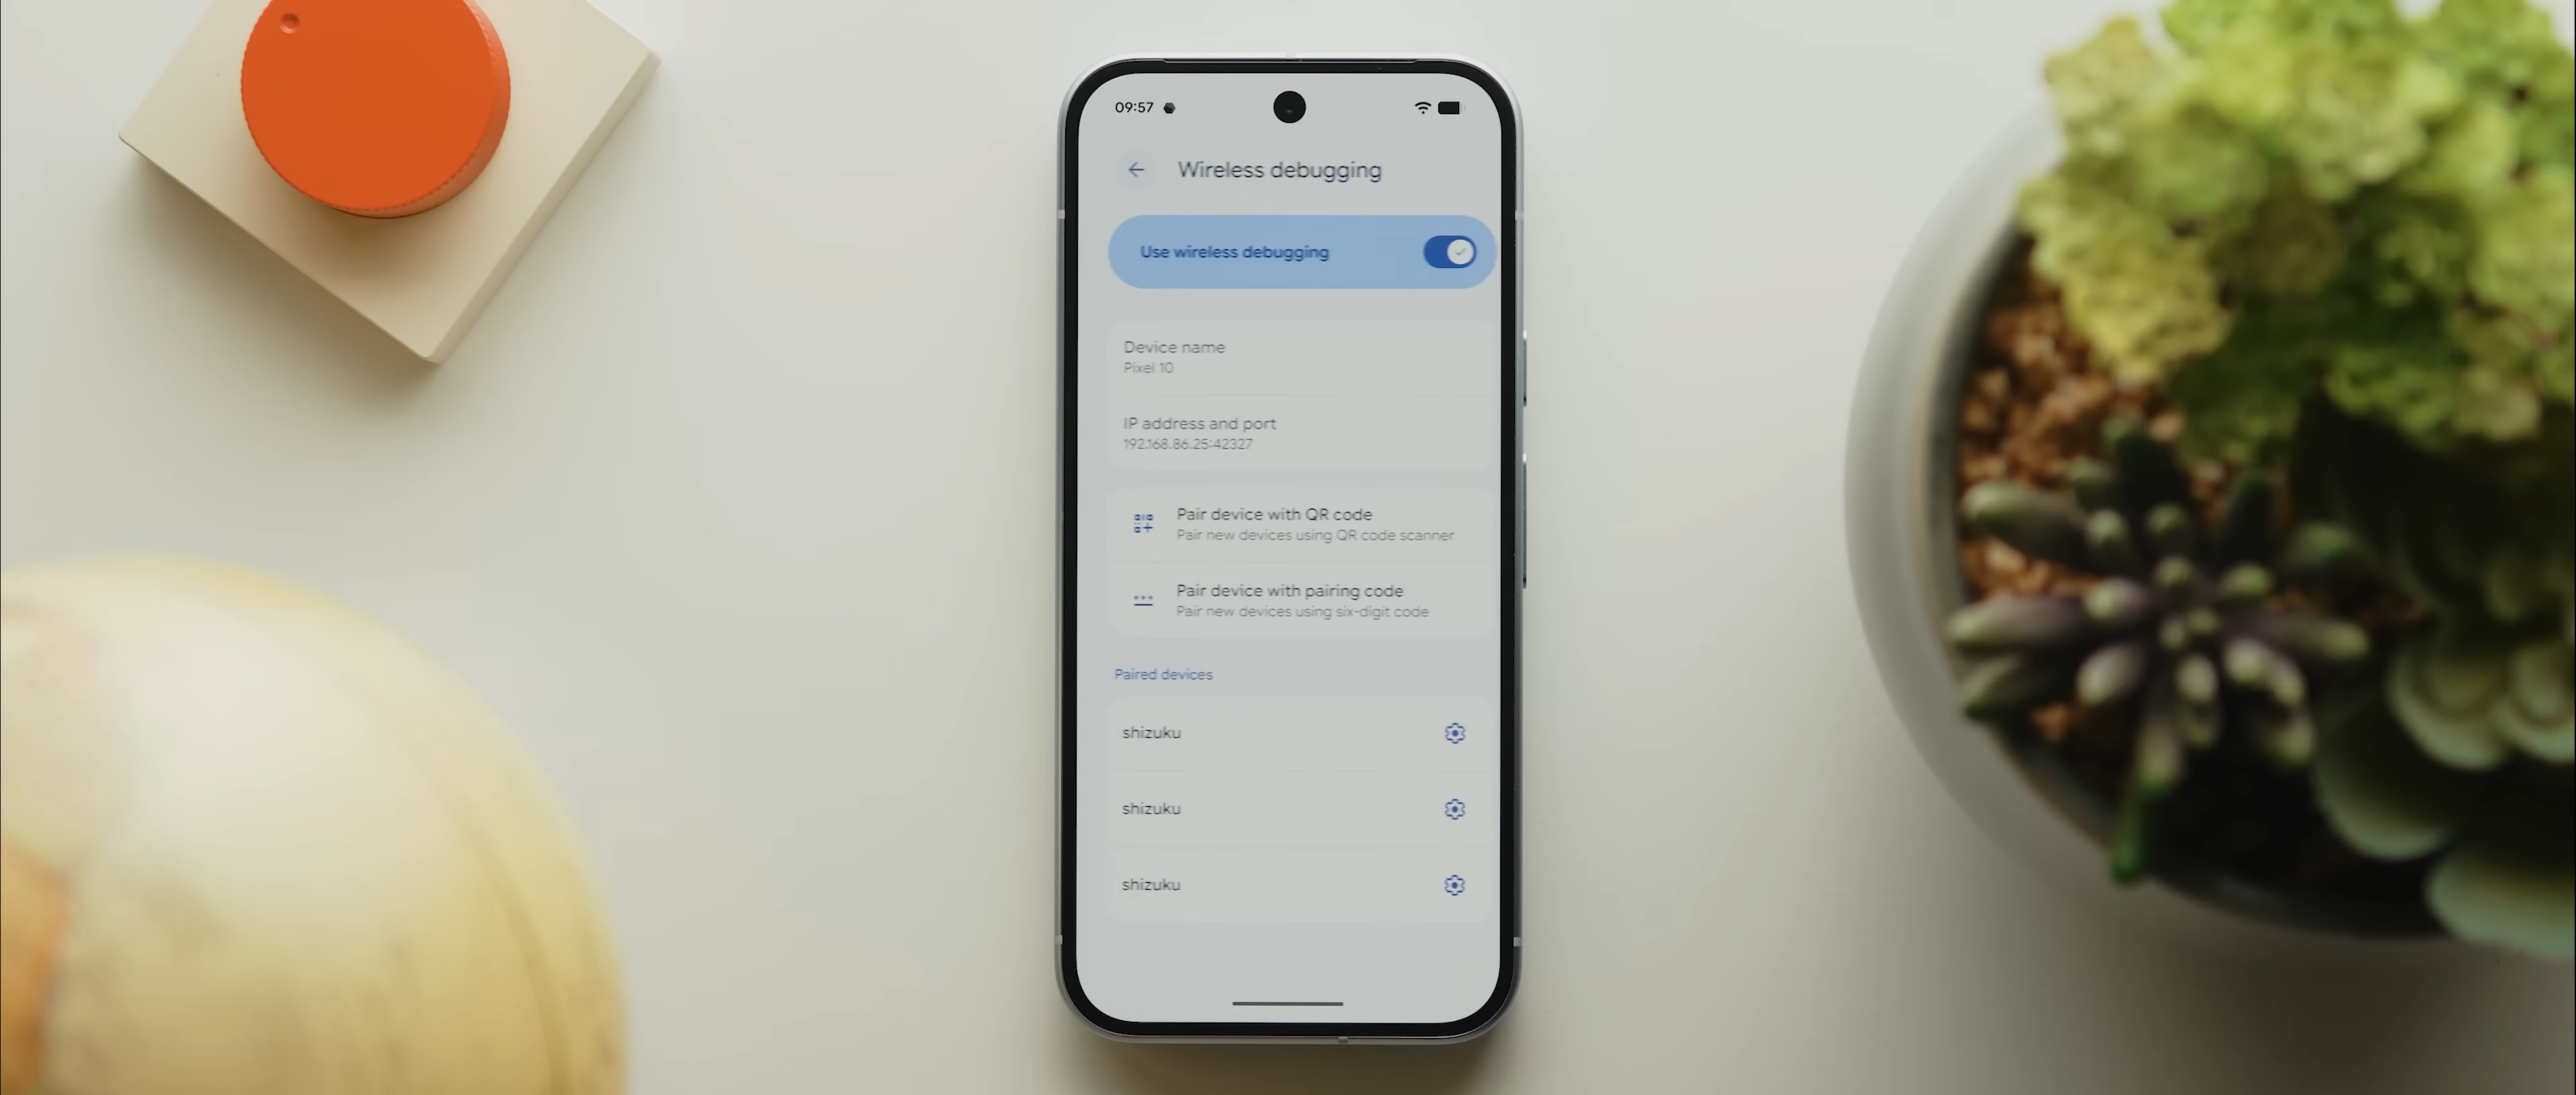 09:57
Wireless debugging
Use wireless debugging
Device name
Pixel 10
IP address and port
192.168.86.25:42327
Pair device with QR code
Pair new devices using QR code scanner
Pair device with pairing code
Pair new devices using six-digit code
Paired devices
shizuku
shizuku
shizuku